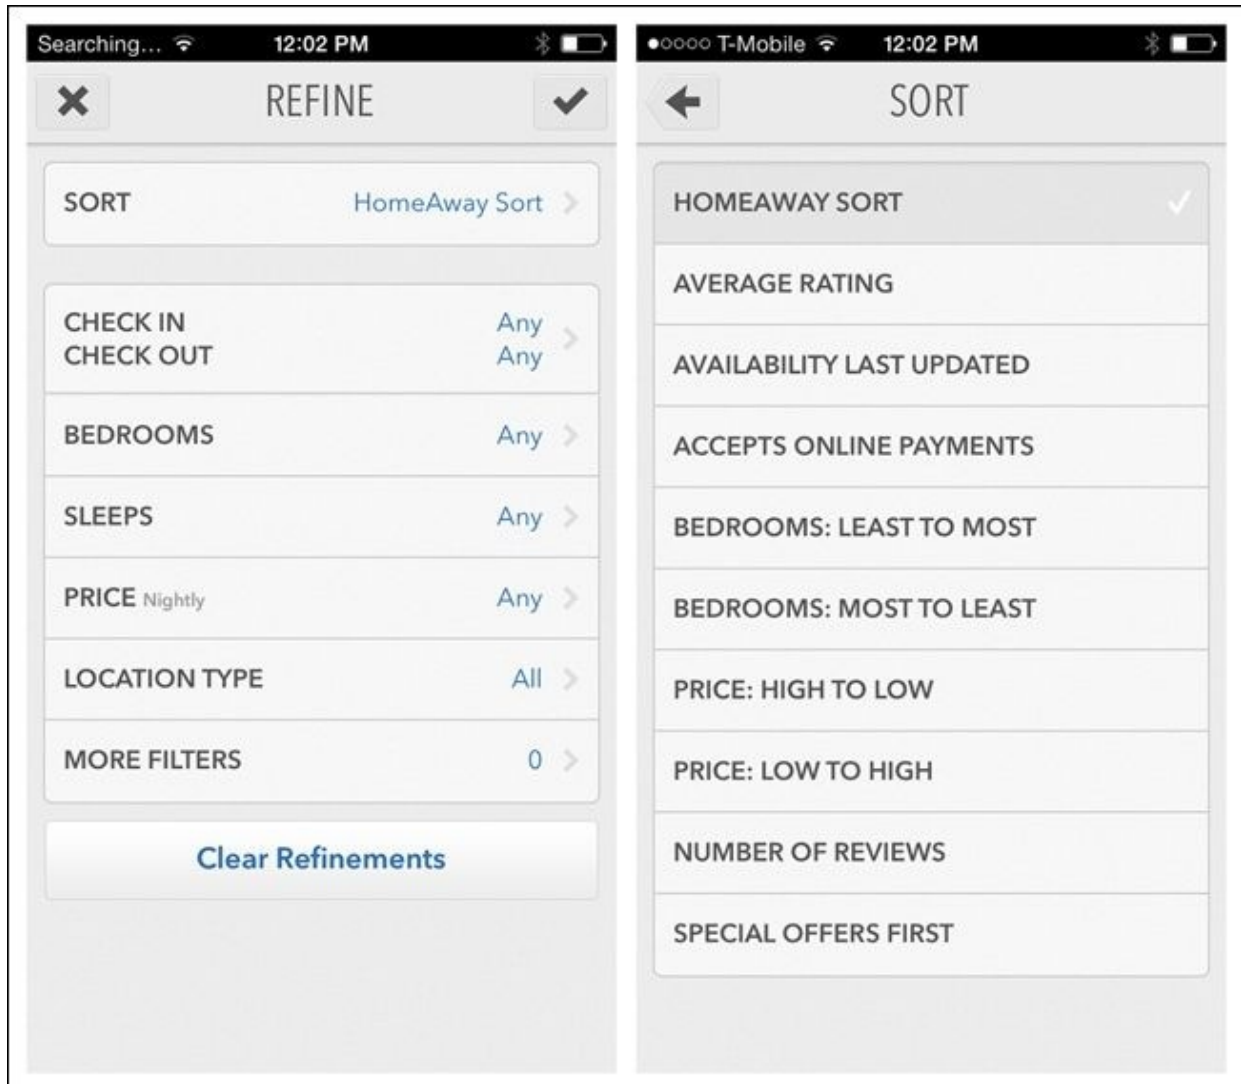 Searching... 12:02 PM
REFINE
SORT HomeAway Sort
CHECK IN Any
CHECK OUT Any
BEDROOMS Any
SLEEPS Any
PRICE Nightly Any
LOCATION TYPE All
MORE FILTERS 0
Clear Refinements
T-Mobile 12:02 PM
SORT
HOMEAWAY SORT
AVERAGE RATING
AVAILABILITY LAST UPDATED
ACCEPTS ONLINE PAYMENTS
BEDROOMS: LEAST TO MOST
BEDROOMS: MOST TO LEAST
PRICE: HIGH TO LOW
PRICE: LOW TO HIGH
NUMBER OF REVIEWS
SPECIAL OFFERS FIRST